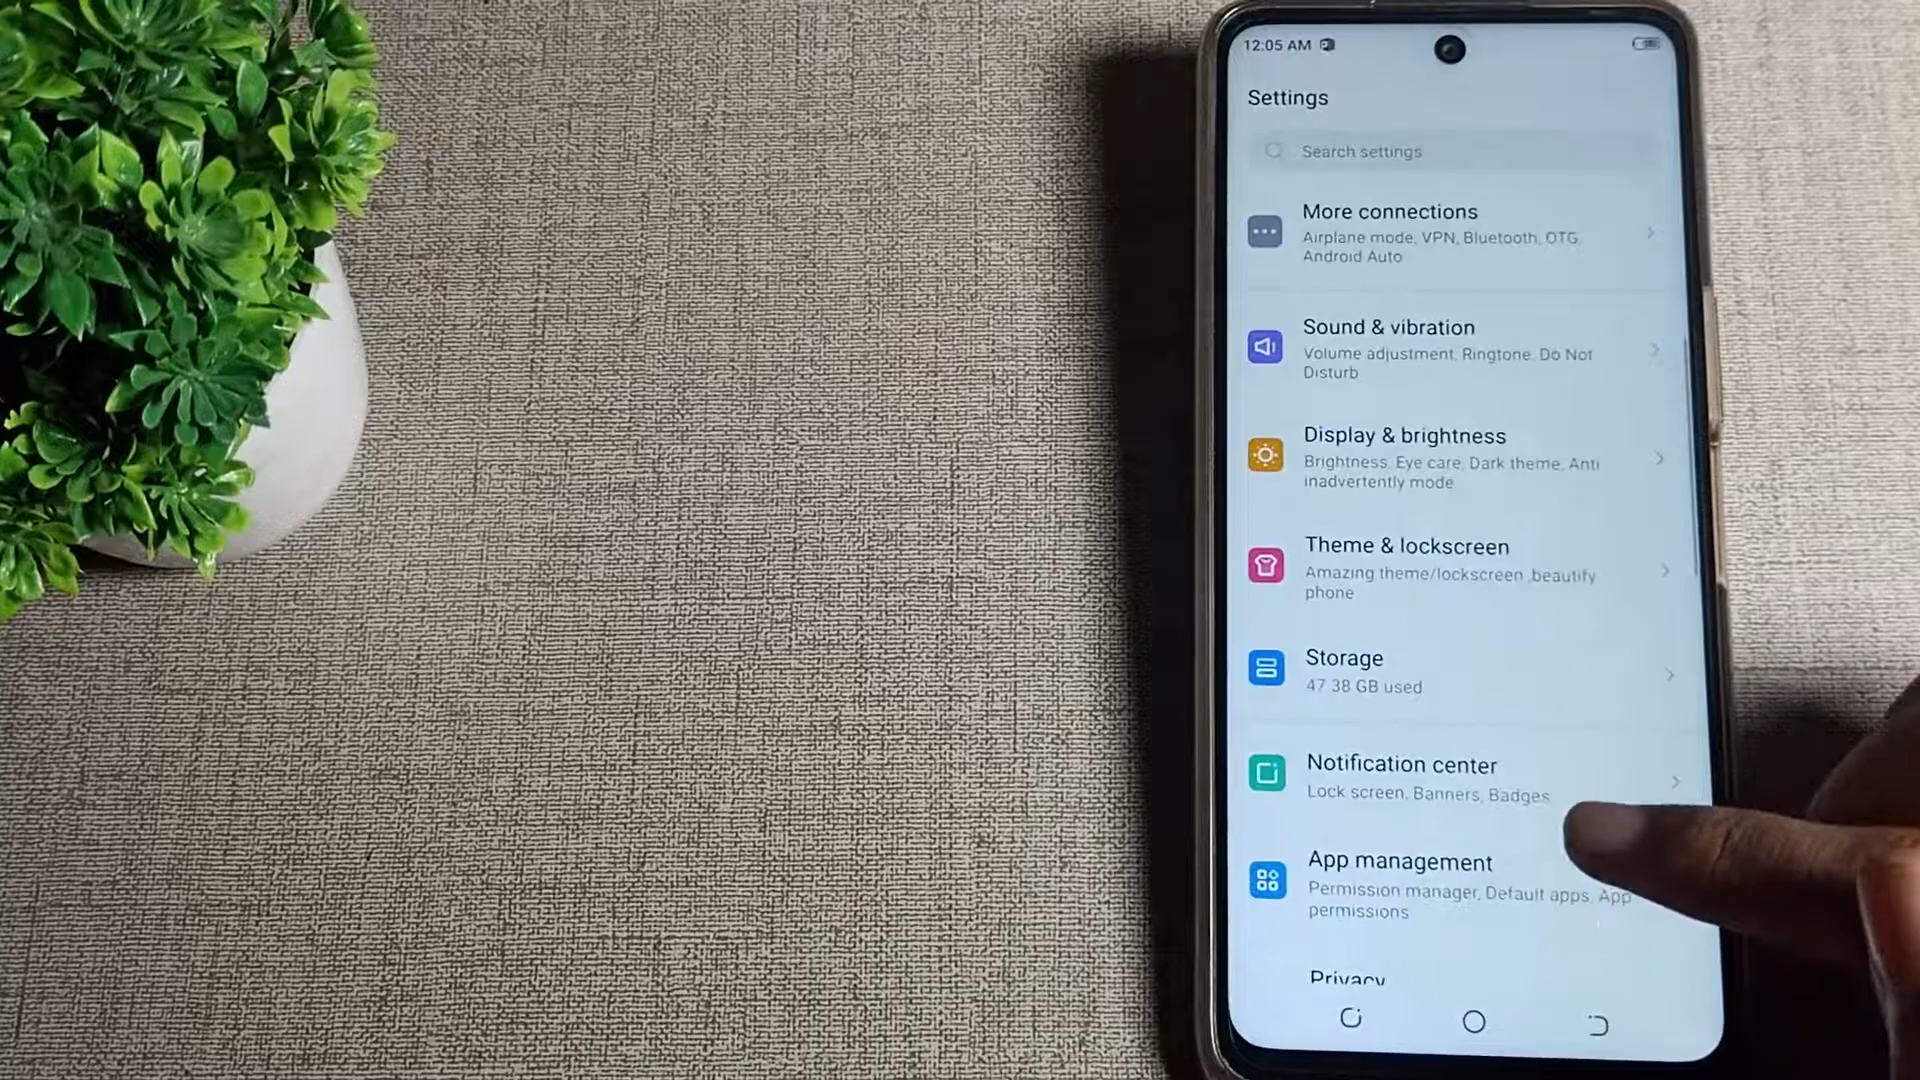 12:05 AM
Settings
Search settings
More connections
Airplane mode, VPN, Bluetooth, OTG,
Android Auto
Sound & vibration
Volume adjustment, Ringtone, Do Not
Disturb
Display & brightness
Brightness, Eye care, Dark theme, Anti
inadvertently mode
Theme & lockscreen
Amazing theme/lockscreen ,beautify
phone
Storage
47.38 GB used
Notification center
Lock screen, Banners, Badges
App management
Permission manager, Default apps, App
permissions
Privacy